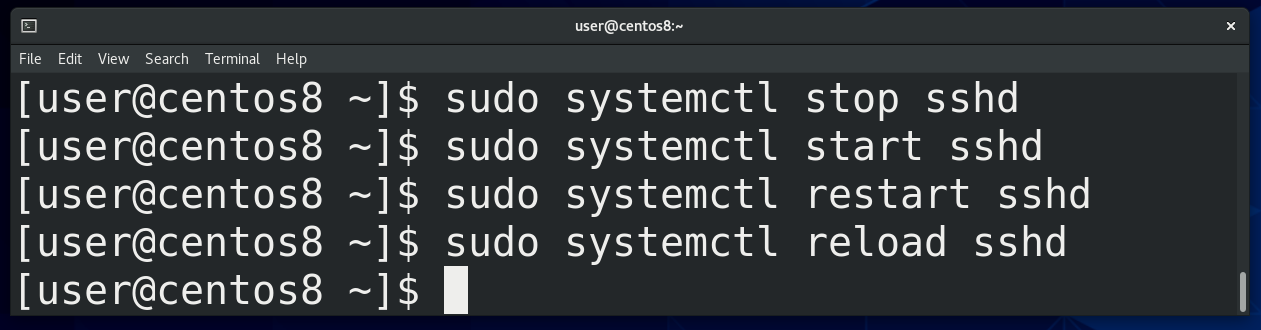 user@centos8:~
File Edit View Search Terminal Help
[user@centos8 ~]$ sudo systemctl stop sshd
[user@centos8 ~]$ sudo systemctl start sshd
[user@centos8 ~]$ sudo systemctl restart sshd
[user@centos8 ~]$ sudo systemctl reload sshd
[user@centos8 ~]$